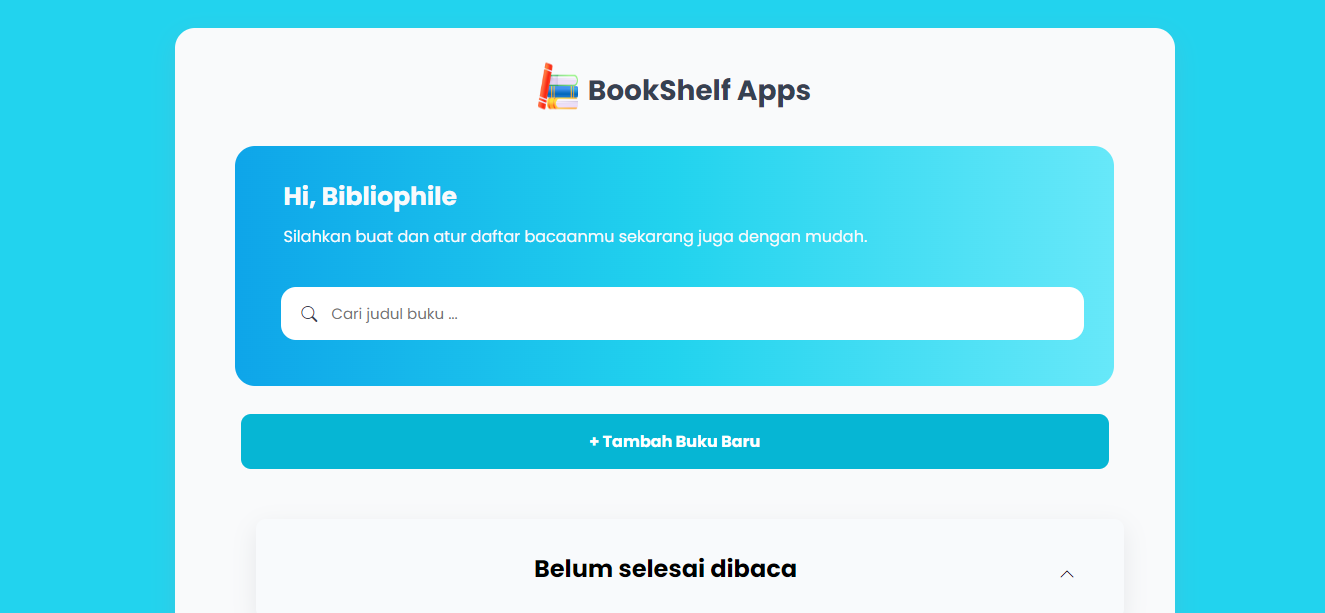 BookShelf Apps
Hi, Bibliophile
Silahkan buat dan atur daftar bacaanmu sekarang juga dengan mudah.
Cari judul buku ...
+ Tambah Buku Baru
Belum selesai dibaca